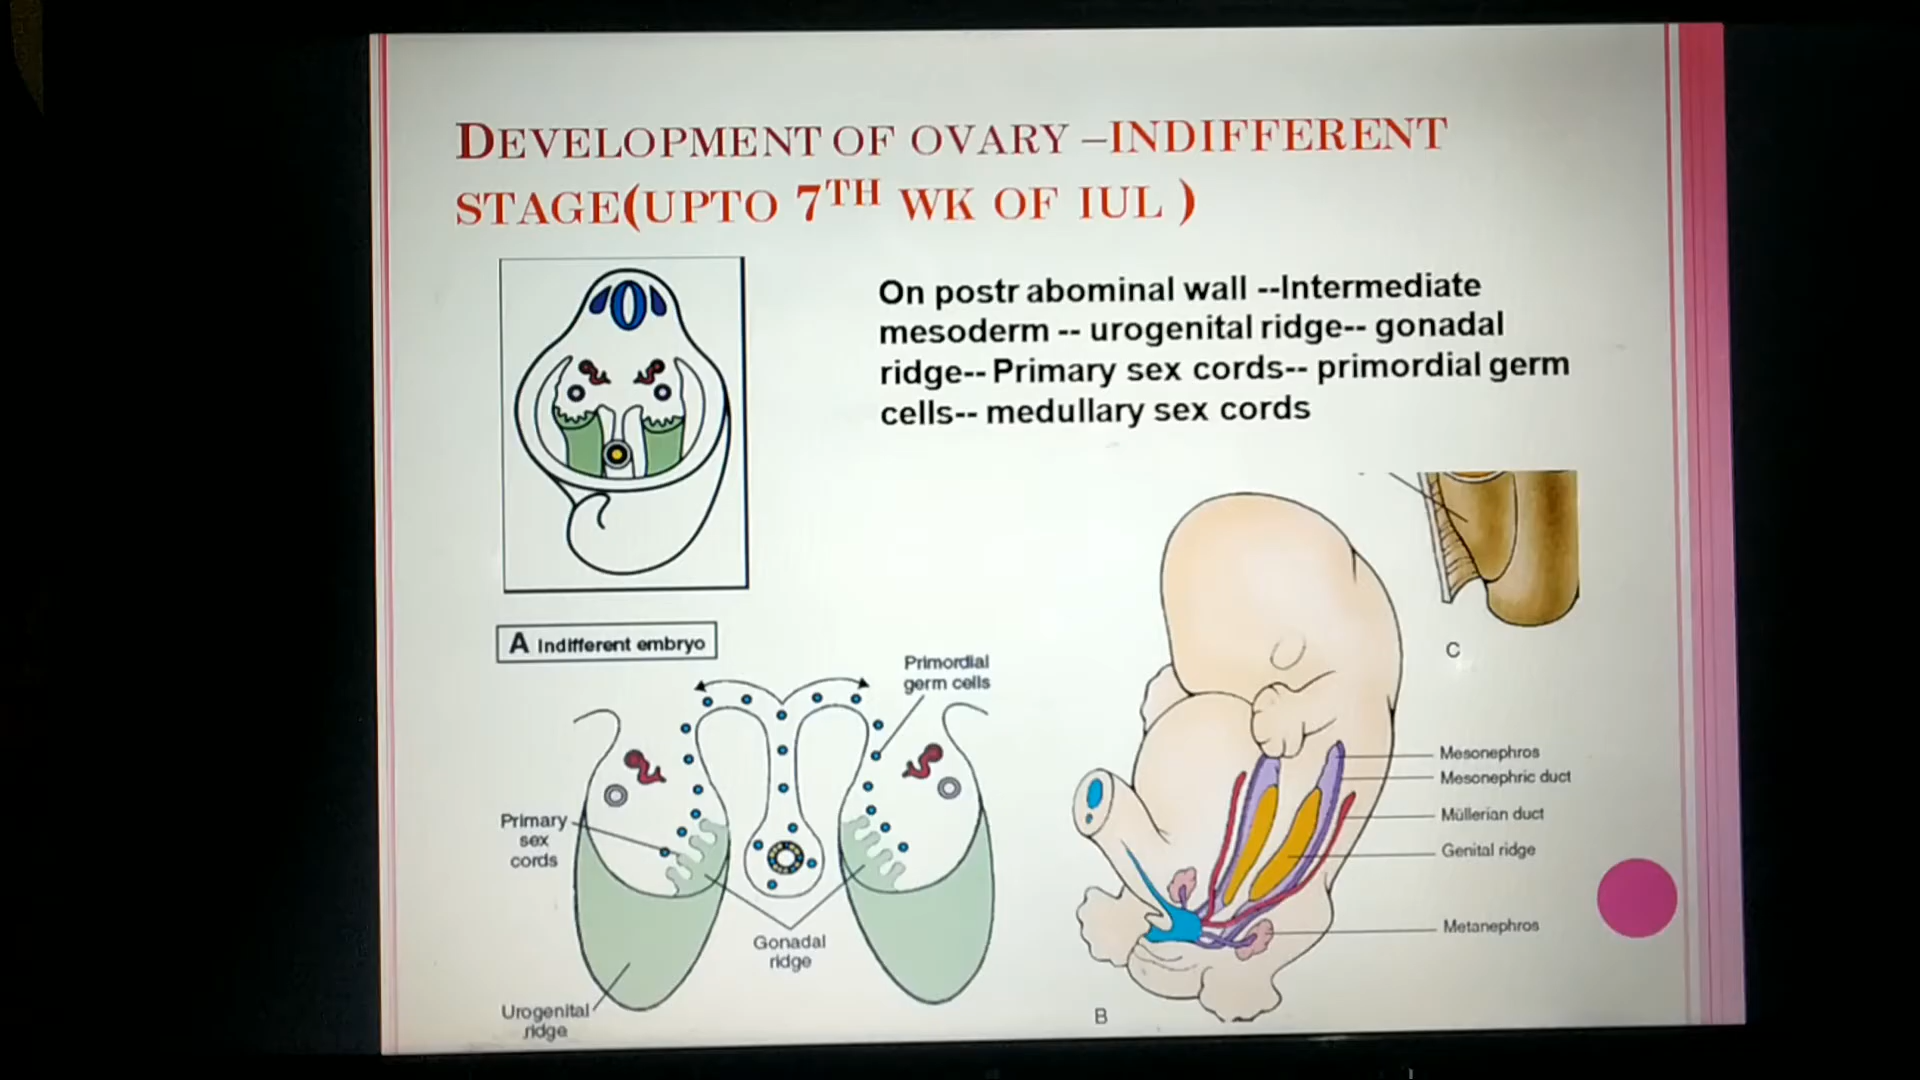 DEVELOPMENT OF OVARY –INDIFFERENT
STAGE(UPTO 7TH WK OF IUL )
On postr abominal wall --Intermediate
mesoderm -- urogenital ridge-- gonadal
ridge-- Primary sex cords-- primordial germ
cells-- medullary sex cords
A Indifferent embryo
Primordial
germ cells
Primary
sex
cords
Gonadal
ridge
Urogenital
ridge
C
Mesonephros
Mesonephric duct
Müllerian duct
Genital ridge
Metanephros
B